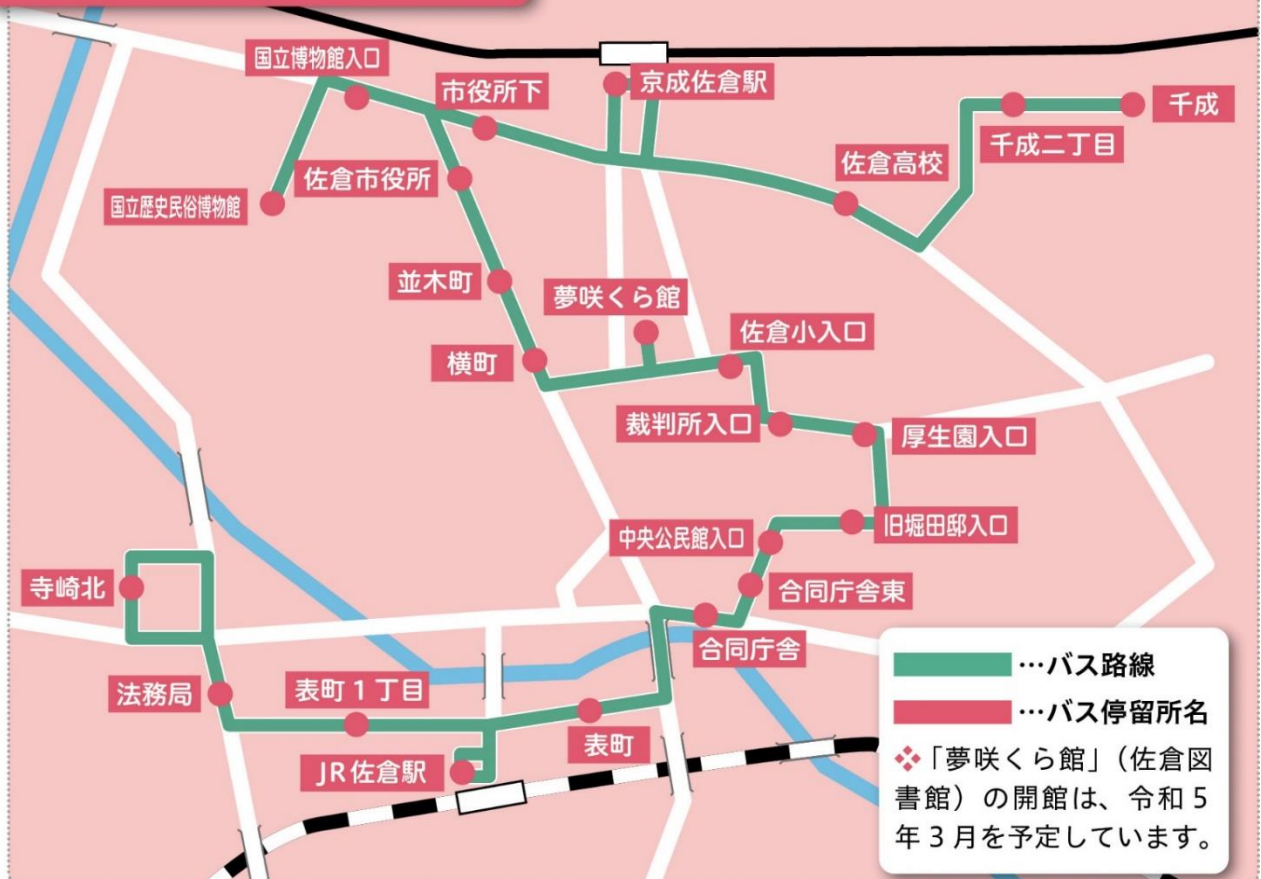 国立博物館入口
市役所下
京成佐倉駅
千成
千成二丁目
佐倉高校
佐倉市役所
国立歴史民俗博物館
並木町
夢咲くら館
佐倉小入口
横町
裁判所入口
厚生園入口
旧堀田邸入口
中央公民館入口
寺崎北
合同庁舎東
合同庁舎
法務局
表町1丁目
表町
JR佐倉駅
…バス路線
…バス停留所名
❖「夢咲くら館」(佐倉図
書館)の開館は、令和5
年3月を予定しています。